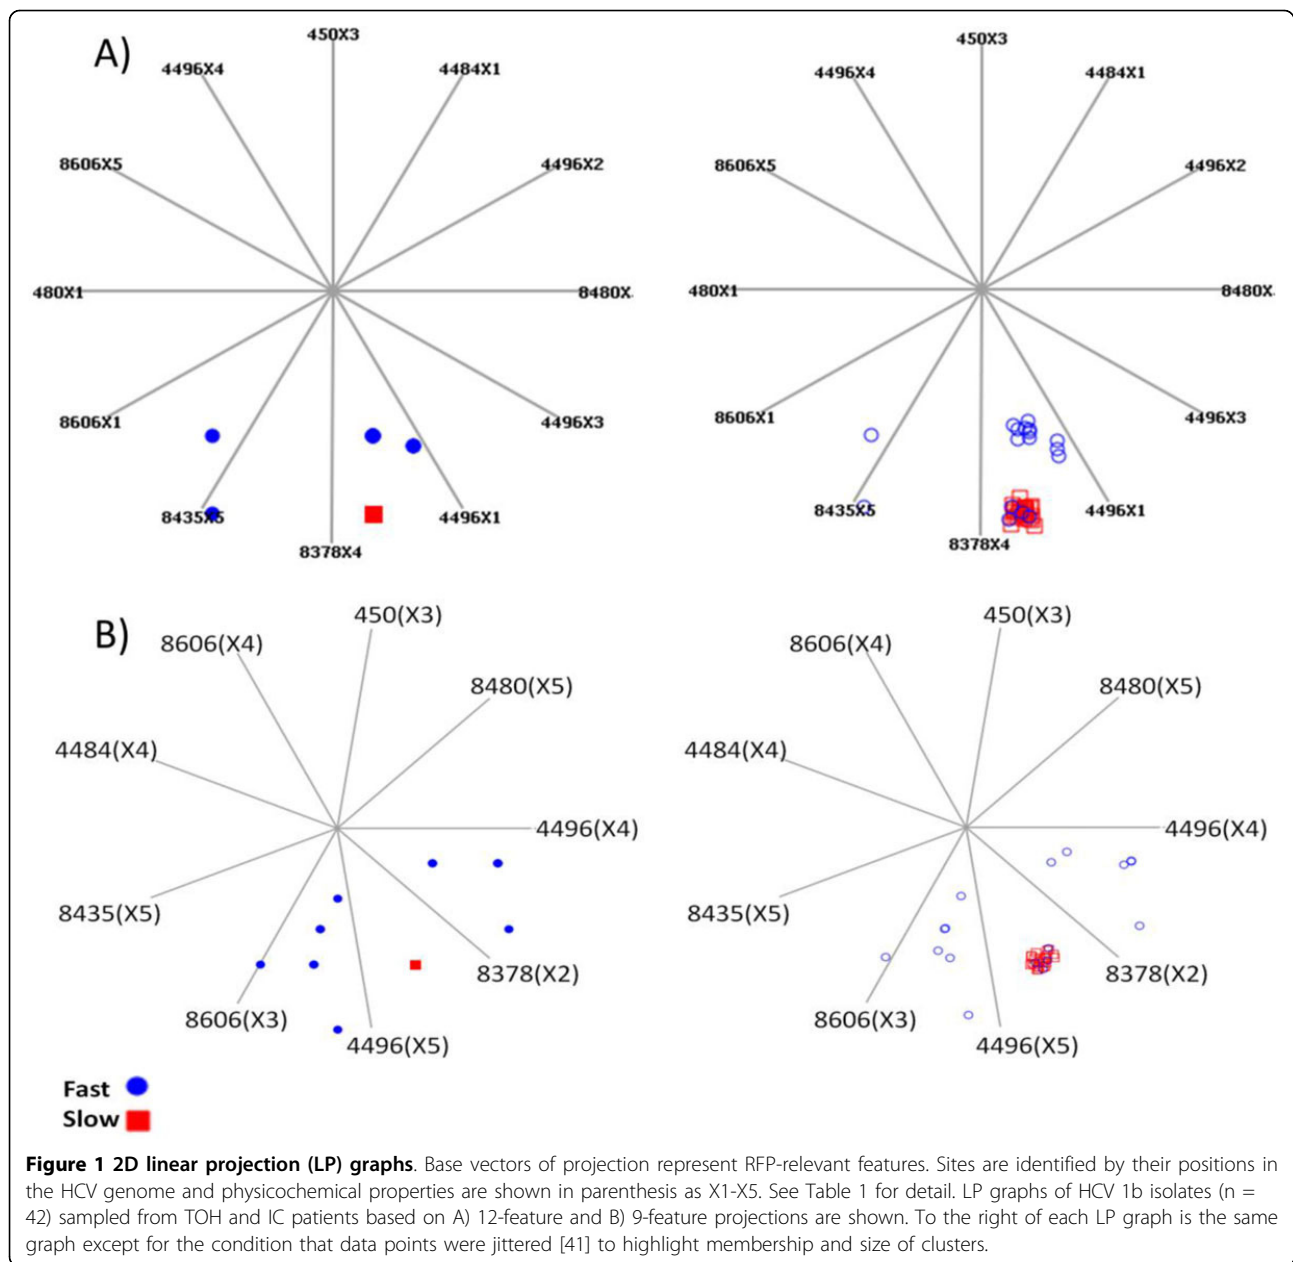 A)
450X3
4496X4
4484X1
8606X5
4496X2
480X1
8480X.
8606X1
4496X3
8435X5
4496X1
8378X4
450X3
4496X4
4484X1
8606X5
4496X2
480X1
8480X.
8606X1
4496X3
8435X5
4496X1
8378X4
B)
450(X3)
8606(X4)
8480(X5)
4484(X4)
4496(X4)
8435(X5)
8378(X2)
8606(X3)
4496(X5)
450(X3)
8606(X4)
8480(X5)
4484(X4)
4496(X4)
8435(X5)
8378(X2)
8606(X3)
4496(X5)
Fast
Slow
Figure 1 2D linear projection (LP) graphs. Base vectors of projection represent RFP-relevant features. Sites are identified by their positions in
the HCV genome and physicochemical properties are shown in parenthesis as X1-X5. See Table 1 for detail. LP graphs of HCV 1b isolates (n =
42) sampled from TOH and IC patients based on A) 12-feature and B) 9-feature projections are shown. To the right of each LP graph is the same
graph except for the condition that data points were jittered [41] to highlight membership and size of clusters.